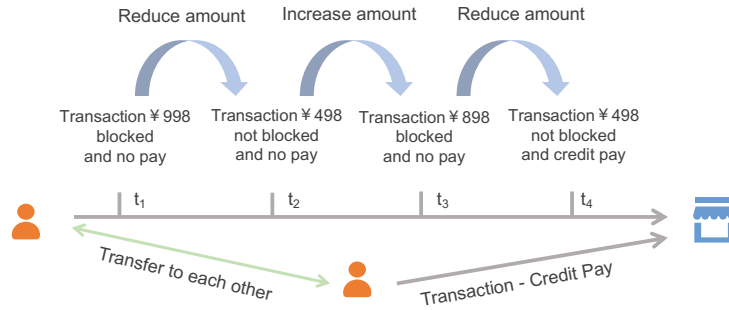 Reduce amount
Increase amount
Reduce amount
Transaction ¥ 998
blocked
and no pay
Transaction ¥ 498
not blocked
and no pay
Transaction ¥ 898
blocked
and no pay
Transaction ¥ 498
not blocked
and credit pay
t1
t2
t3
t4
Transfer to each other
Transaction - Credit Pay